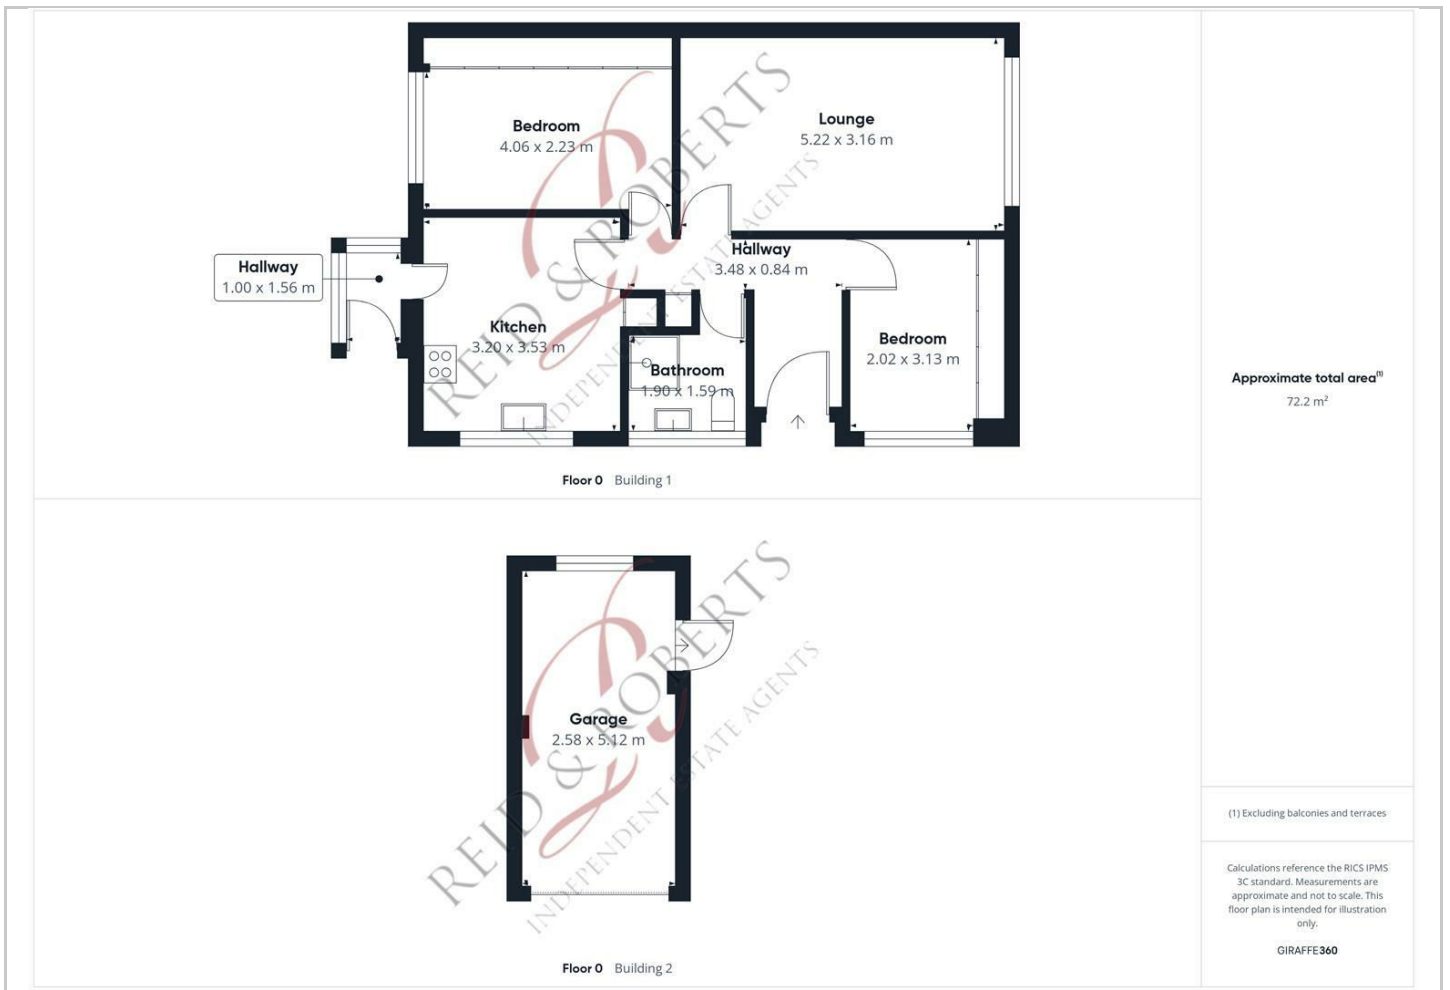 Bedroom
4.06 x 2.23 m
Lounge
5.22 x 3.16 m
Hallway
3.48 x 0.84 m
Hallway
1.00 x 1.56 m
Kitchen
3.20 x 3.53 m
Bathroom
1.90 x 1.59 m
Bedroom
2.02 x 3.13 m
REID & ROBERTS
INDEPENDENT ESTATE AGENTS
Floor 0 Building 1
Approximate total area(1)
72.2 m²
Garage
2.58 x 5.12 m
REID & ROBERTS
INDEPENDENT ESTATE AGENTS
Floor 0 Building 2
(1) Excluding balconies and terraces
Calculations reference the RICS IPMS
3C standard. Measurements are
approximate and not to scale. This
floor plan is intended for illustration
only.
GIRAFFE360